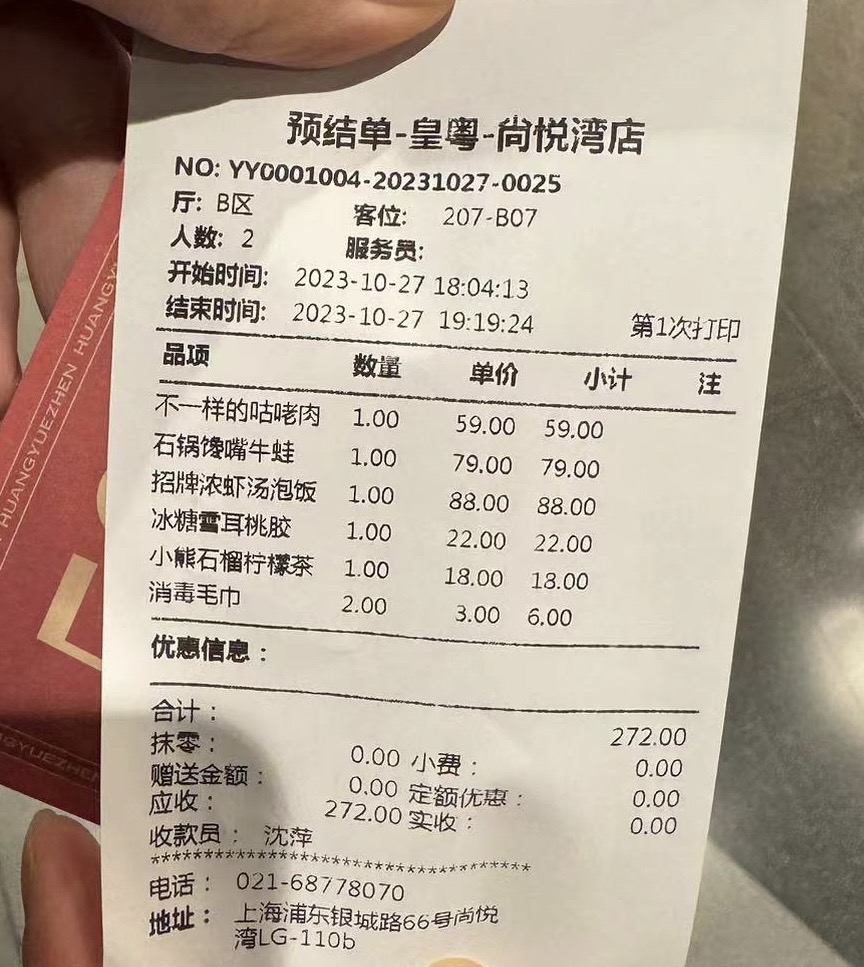 预结单-皇粤-尚悦湾店
NO: YY0001004-20231027-0025
厅: B区 客位: 207-B07
人数: 2 服务员:
开始时间: 2023-10-27 18:04:13
结束时间: 2023-10-27 19:19:24 第1次打印
品项 数量 单价 小计 注
不一样的咕咾肉 1.00 59.00 59.00
石锅馋嘴牛蛙 1.00 79.00 79.00
招牌浓虾汤泡饭 1.00 88.00 88.00
冰糖雪耳桃胶 1.00 22.00 22.00
小熊石榴柠檬茶 1.00 18.00 18.00
消毒毛巾 2.00 3.00 6.00
优惠信息：
合计： 272.00
抹零： 0.00 小费： 0.00
赠送金额： 0.00 定额优惠： 0.00
应收： 272.00 实收： 0.00
收款员： 沈萍
****************************************
电话： 021-68778070
地址： 上海浦东银城路66号尚悦
湾LG-110b
HUANGYUEZHEN HUANGY
GYUEZHEN